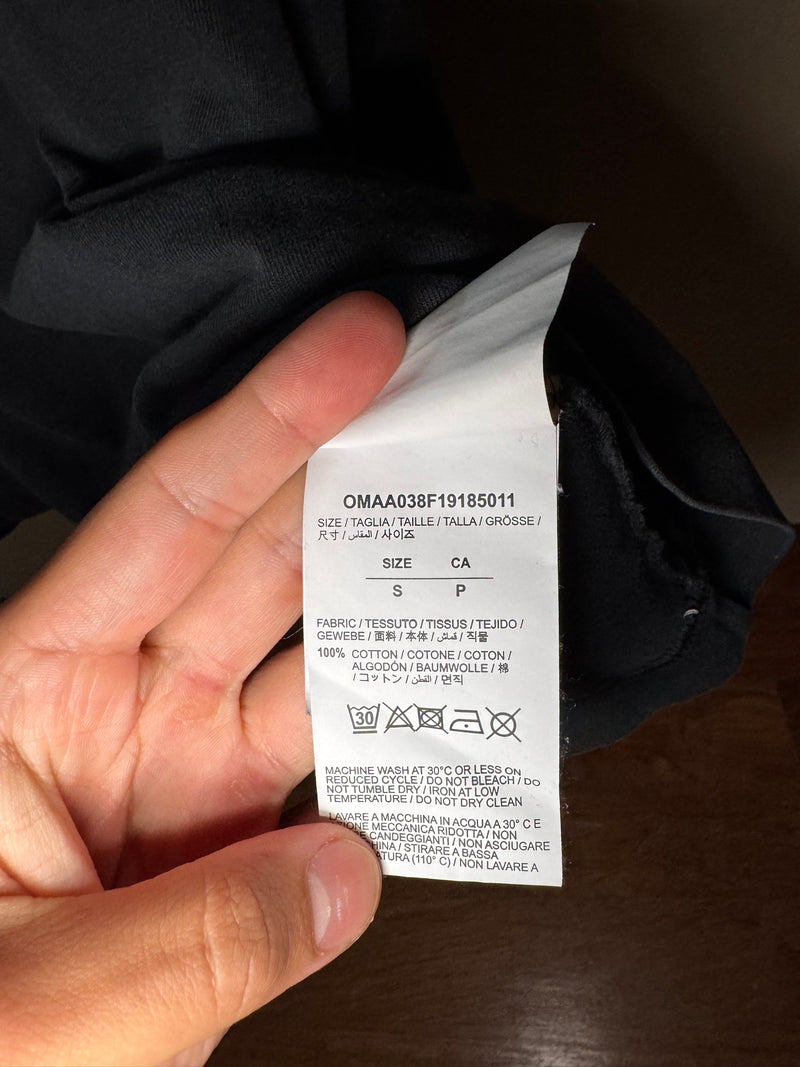 OMAA038F19185011
SIZE / TAGLIA / TAILLE / TALLA / GRÖSSE /
尺寸 / المقاس / 사이즈
SIZE CA
S P
FABRIC / TESSUTO / TISSUS / TEJIDO /
GEWEBE / 面料 / 本体 / قماش / 직물
100% COTTON / COTONE / COTON /
ALGODÓN / BAUMWOLLE / 棉
/ コットン / القطن / 면직
30
MACHINE WASH AT 30°C OR LESS ON
REDUCED CYCLE / DO NOT BLEACH / DO
NOT TUMBLE DRY / IRON AT LOW
TEMPERATURE / DO NOT DRY CLEAN
LAVARE A MACCHINA IN ACQUA A 30° C E
MECCANICA RIDOTTA / NON
CANDEGGIANTI / NON ASCIUGARE
/ STIRARE A BASSA
(110° C) / NON LAVARE A